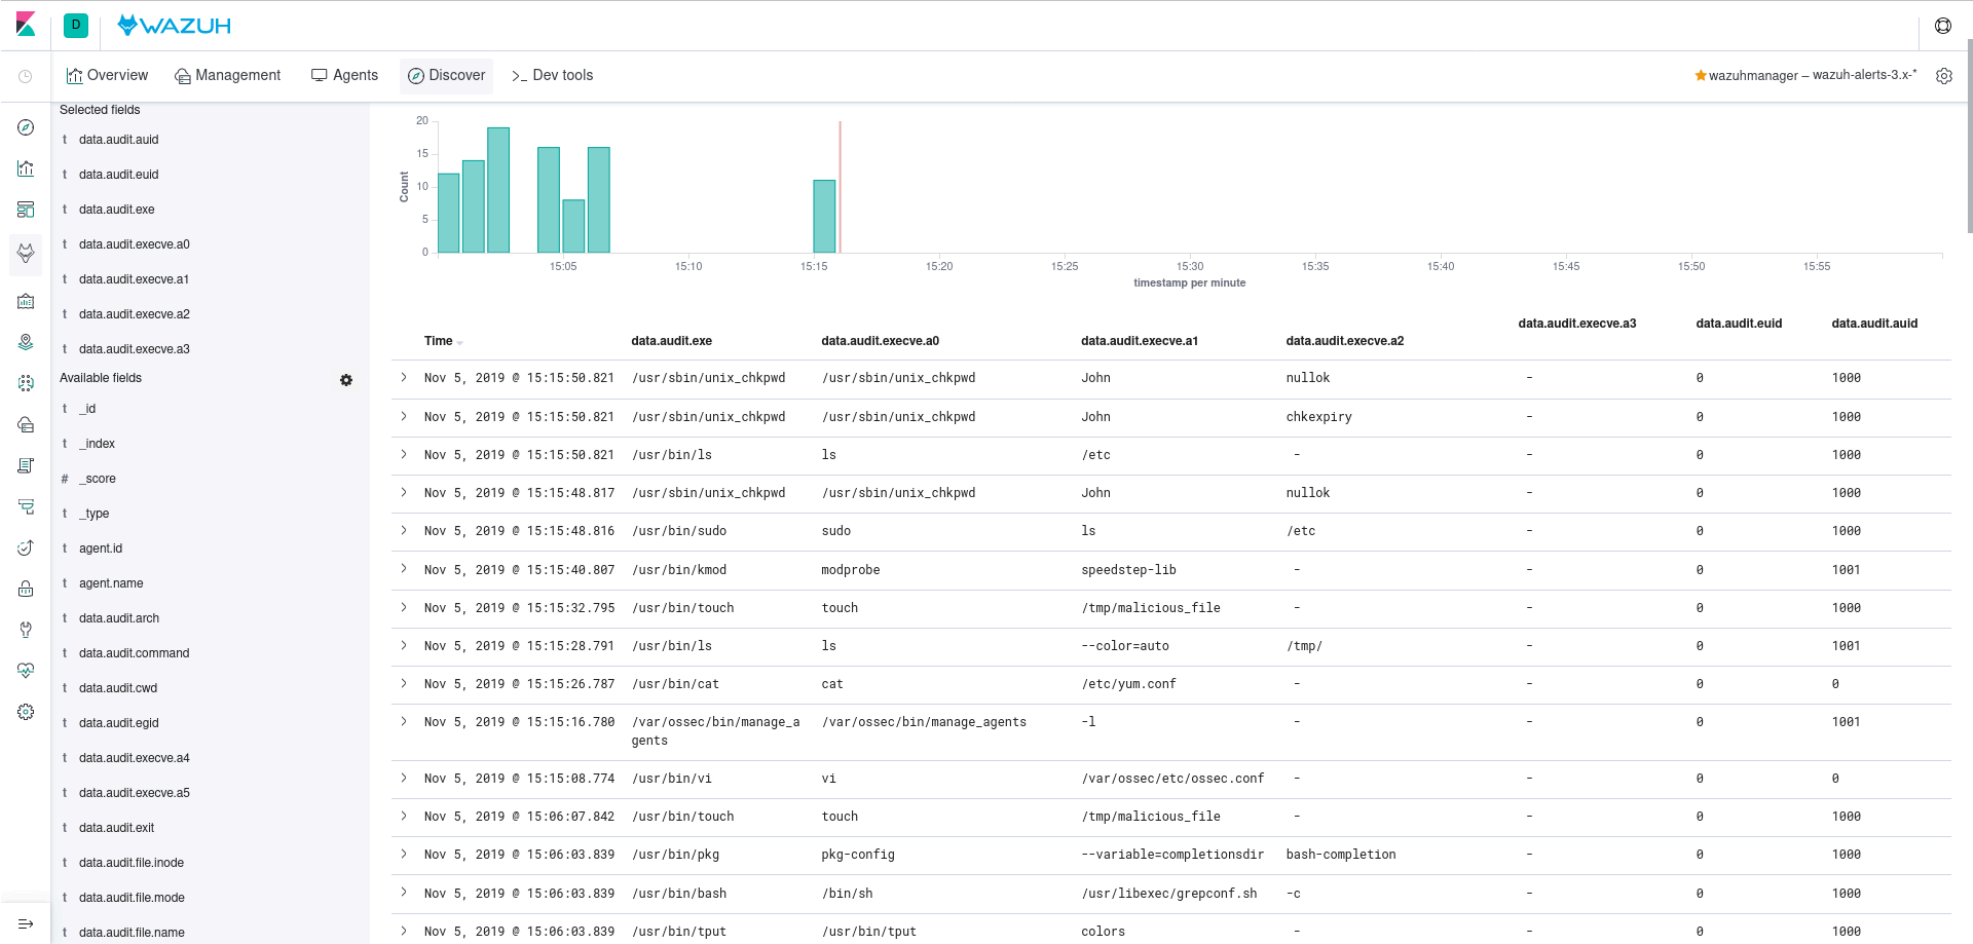 D WAZUH
Overview Management Agents Discover >_ Dev tools wazuhmanager – wazuh-alerts-3.x-*
Selected fields
t data.audit.auid
t data.audit.euid
t data.audit.exe
t data.audit.execve.a0
t data.audit.execve.a1
t data.audit.execve.a2
t data.audit.execve.a3
Available fields
t _id
t _index
# _score
t _type
t agent.id
t agent.name
t data.audit.arch
t data.audit.command
t data.audit.cwd
t data.audit.egid
t data.audit.execve.a4
t data.audit.execve.a5
t data.audit.exit
t data.audit.file.inode
t data.audit.file.mode
t data.audit.file.name
Count
20
15
10
5
0
15:05 15:10 15:15 15:20 15:25 15:30 15:35 15:40 15:45 15:50 15:55
timestamp per minute
Time data.audit.exe data.audit.execve.a0 data.audit.execve.a1 data.audit.execve.a2 data.audit.execve.a3 data.audit.euid data.audit.auid
Nov 5, 2019 @ 15:15:50.821 /usr/sbin/unix_chkpwd /usr/sbin/unix_chkpwd John nullok - 0 1000
Nov 5, 2019 @ 15:15:50.821 /usr/sbin/unix_chkpwd /usr/sbin/unix_chkpwd John chkexpiry - 0 1000
Nov 5, 2019 @ 15:15:50.821 /usr/bin/ls ls /etc - - 0 1000
Nov 5, 2019 @ 15:15:48.817 /usr/sbin/unix_chkpwd /usr/sbin/unix_chkpwd John nullok - 0 1000
Nov 5, 2019 @ 15:15:48.816 /usr/bin/sudo sudo ls /etc - 0 1000
Nov 5, 2019 @ 15:15:40.807 /usr/bin/kmod modprobe speedstep-lib - - 0 1001
Nov 5, 2019 @ 15:15:32.795 /usr/bin/touch touch /tmp/malicious_file - - 0 1000
Nov 5, 2019 @ 15:15:28.791 /usr/bin/ls ls --color=auto /tmp/ - 0 1001
Nov 5, 2019 @ 15:15:26.787 /usr/bin/cat cat /etc/yum.conf - - 0 0
Nov 5, 2019 @ 15:15:16.780 /var/ossec/bin/manage_a /var/ossec/bin/manage_agents -l - - 0 1001
gents
Nov 5, 2019 @ 15:15:08.774 /usr/bin/vi vi /var/ossec/etc/ossec.conf - - 0 0
Nov 5, 2019 @ 15:06:07.842 /usr/bin/touch touch /tmp/malicious_file - - 0 1000
Nov 5, 2019 @ 15:06:03.839 /usr/bin/pkg pkg-config --variable=completionsdir bash-completion - 0 1000
Nov 5, 2019 @ 15:06:03.839 /usr/bin/bash /bin/sh /usr/libexec/grepconf.sh -c - 0 1000
Nov 5, 2019 @ 15:06:03.839 /usr/bin/tput /usr/bin/tput colors - - 0 1000